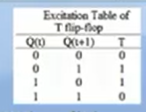 Excitation Table of
T flip-flop
Q(t) Q(t+1) T
0 0 0
0 1 1
1 0 1
1 1 0